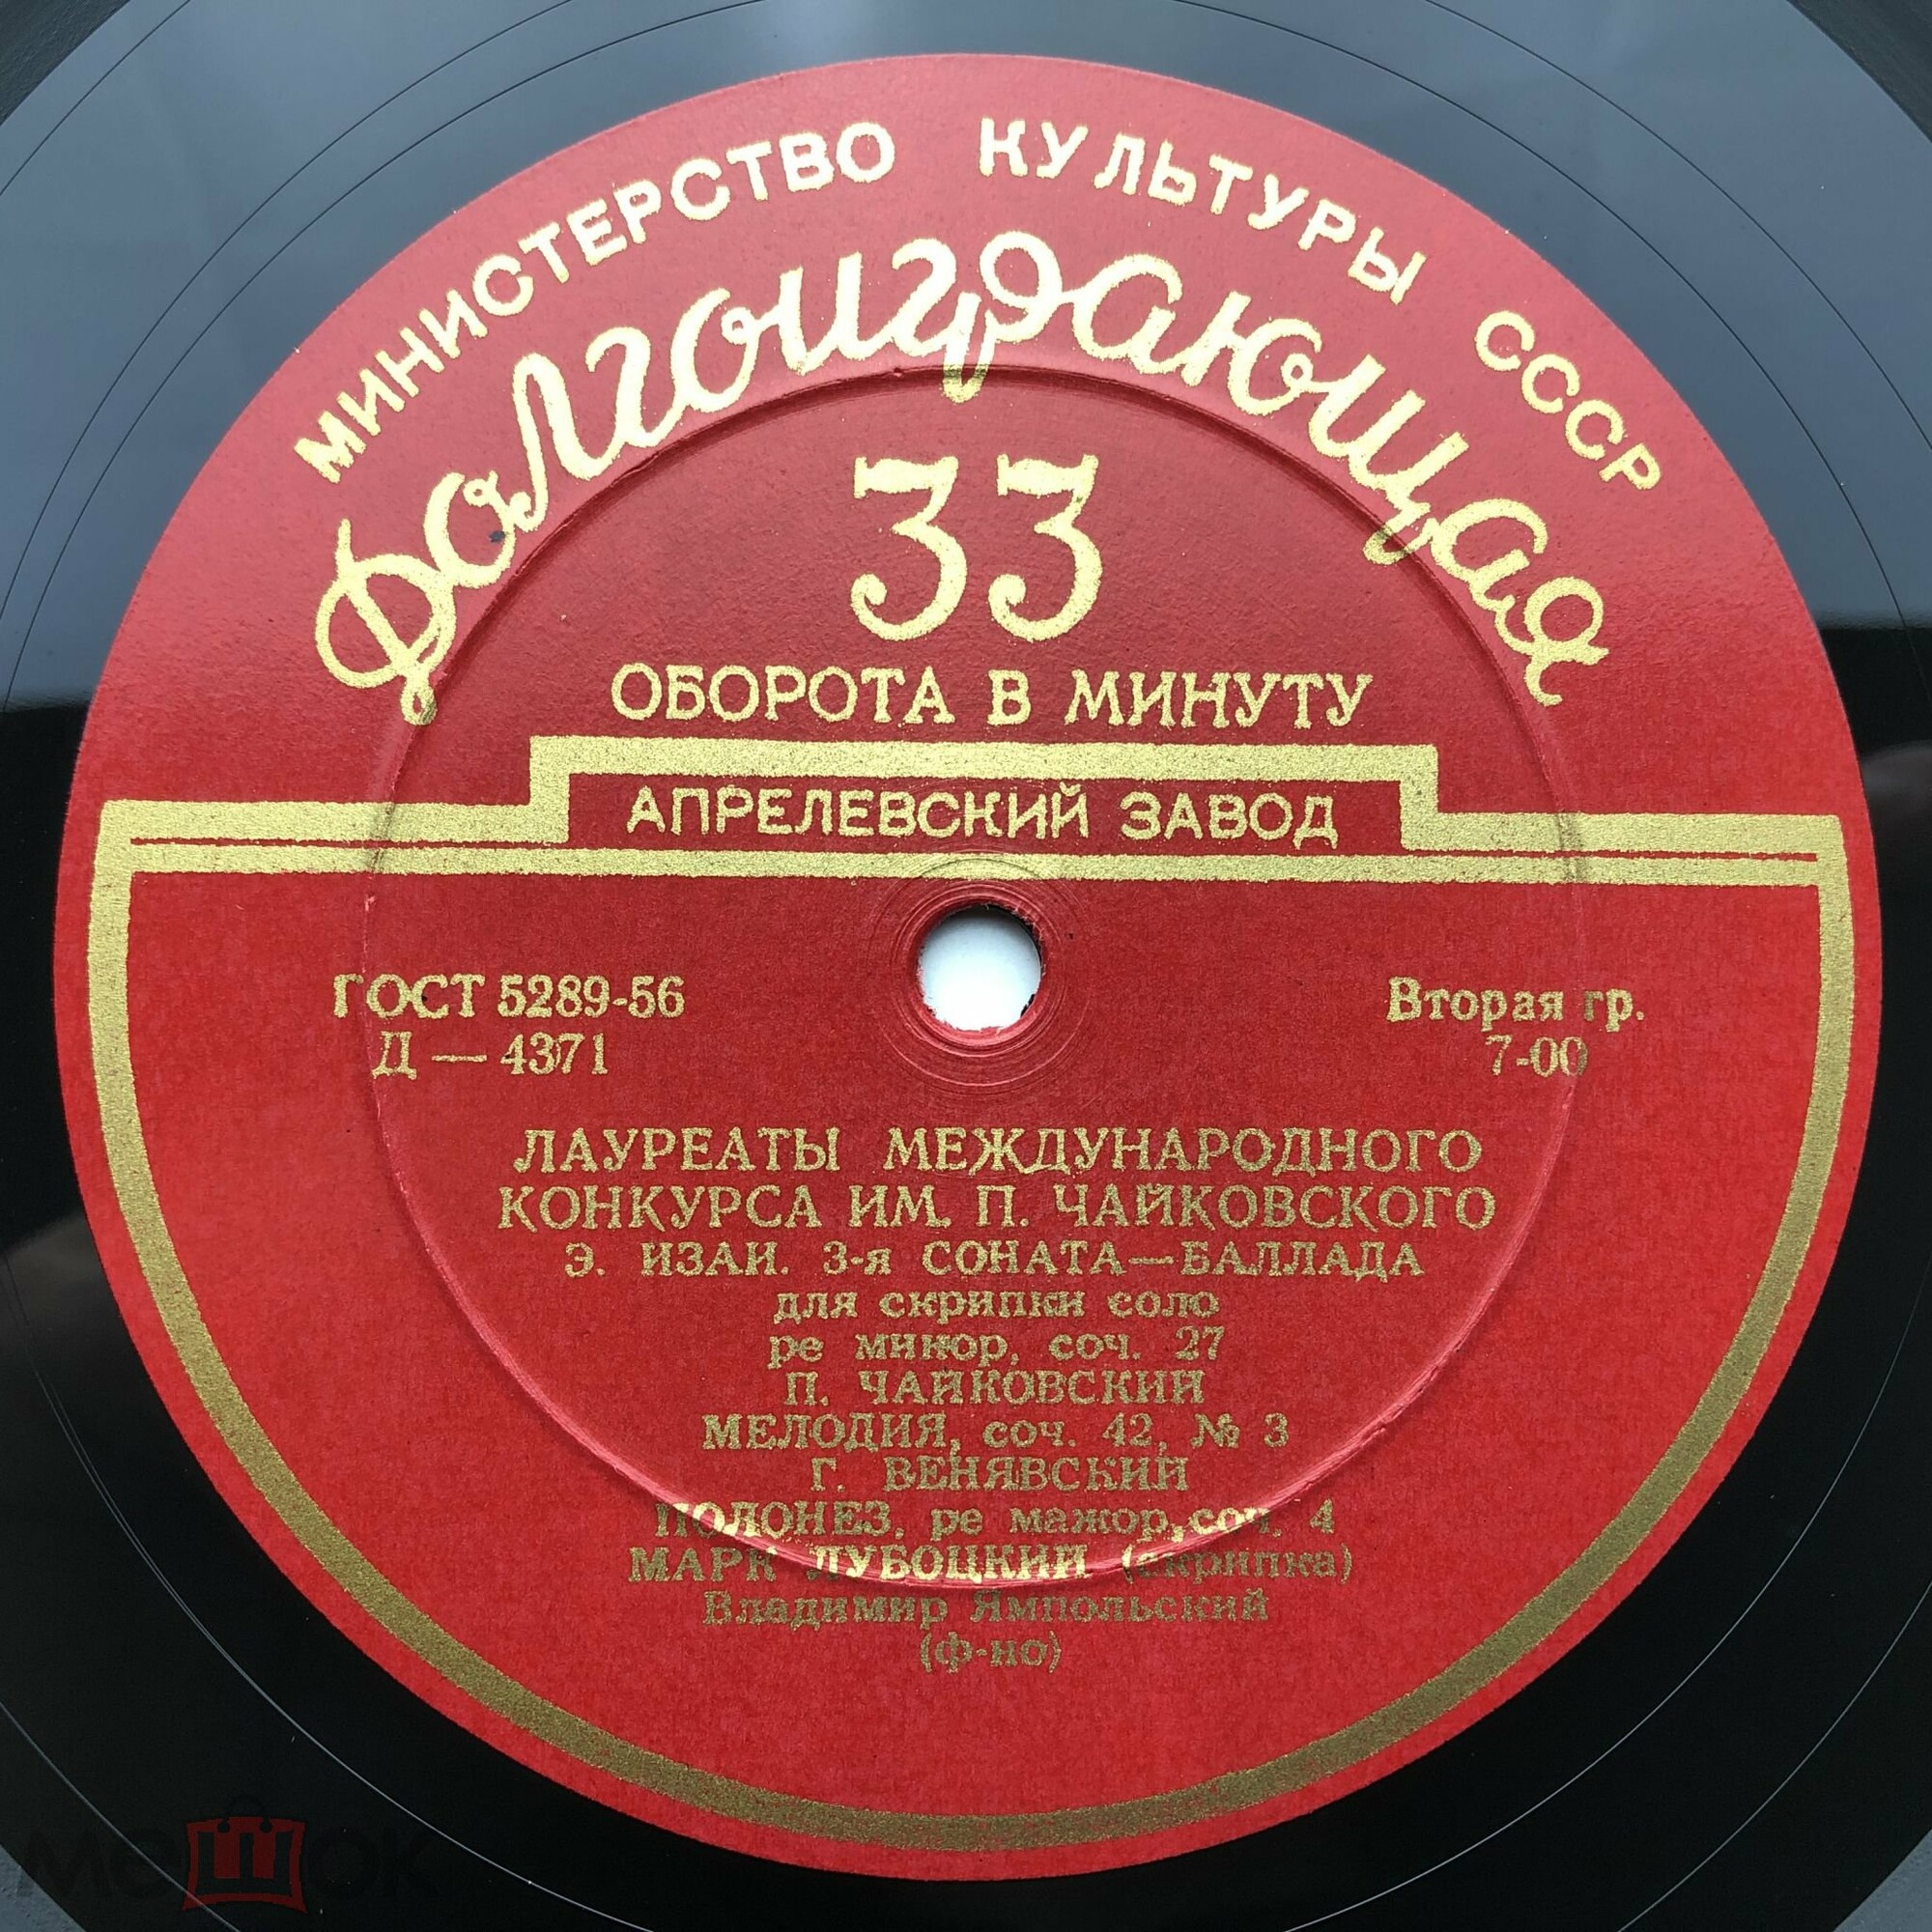 МИНИСТЕРСТВО КУЛЬТУРЫ СССР
Долгоиграющая
33
ОБОРОТА В МИНУТУ
АПРЕЛЕВСКИЙ ЗАВОД
ГОСТ 5289-56
Д — 4371
Вторая гр.
7-00
ЛАУРЕАТЫ МЕЖДУНАРОДНОГО
КОНКУРСА ИМ. П. ЧАЙКОВСКОГО
Э. ИЗАИ. 3-я СОНАТА—БАЛЛАДА
для скрипки соло
ре минор, соч. 27
П. ЧАЙКОВСКИЙ
МЕЛОДИЯ, соч. 42, № 3
Г. ВЕНЯВСКИЙ
ПОЛОНЕЗ, ре мажор, соч. 4
МАРК ЛУБОЦКИЙ (скрипка)
Владимир Ямпольский
(ф-но)
мешок